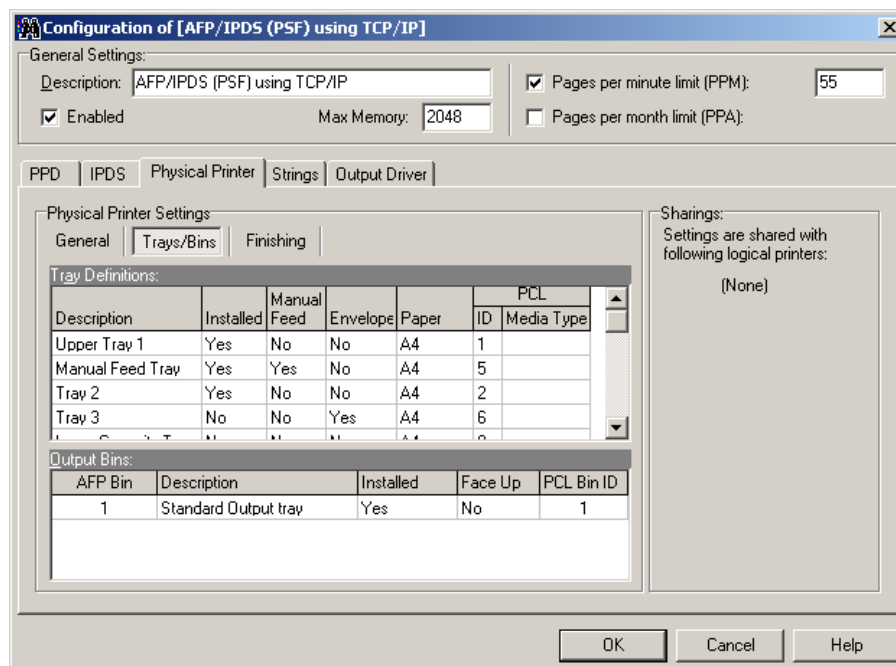 Configuration of [AFP/IPDS (PSF) using TCP/IP]
General Settings:
Description: AFP/IPDS (PSF) using TCP/IP
Pages per minute limit (PPM): 55
Enabled Max Memory: 2048
Pages per month limit (PPA):
PPD IPDS Physical Printer Strings Output Driver
Physical Printer Settings
General Trays/Bins Finishing
Tray Definitions:
Description Installed Manual Feed Envelope Paper PCL ID Media Type
Upper Tray 1 Yes No No A4 1
Manual Feed Tray Yes Yes No A4 5
Tray 2 Yes No No A4 2
Tray 3 No No Yes A4 6
Output Bins:
AFP Bin Description Installed Face Up PCL Bin ID
1 Standard Output tray Yes No 1
Sharings:
Settings are shared with
following logical printers:
(None)
OK Cancel Help